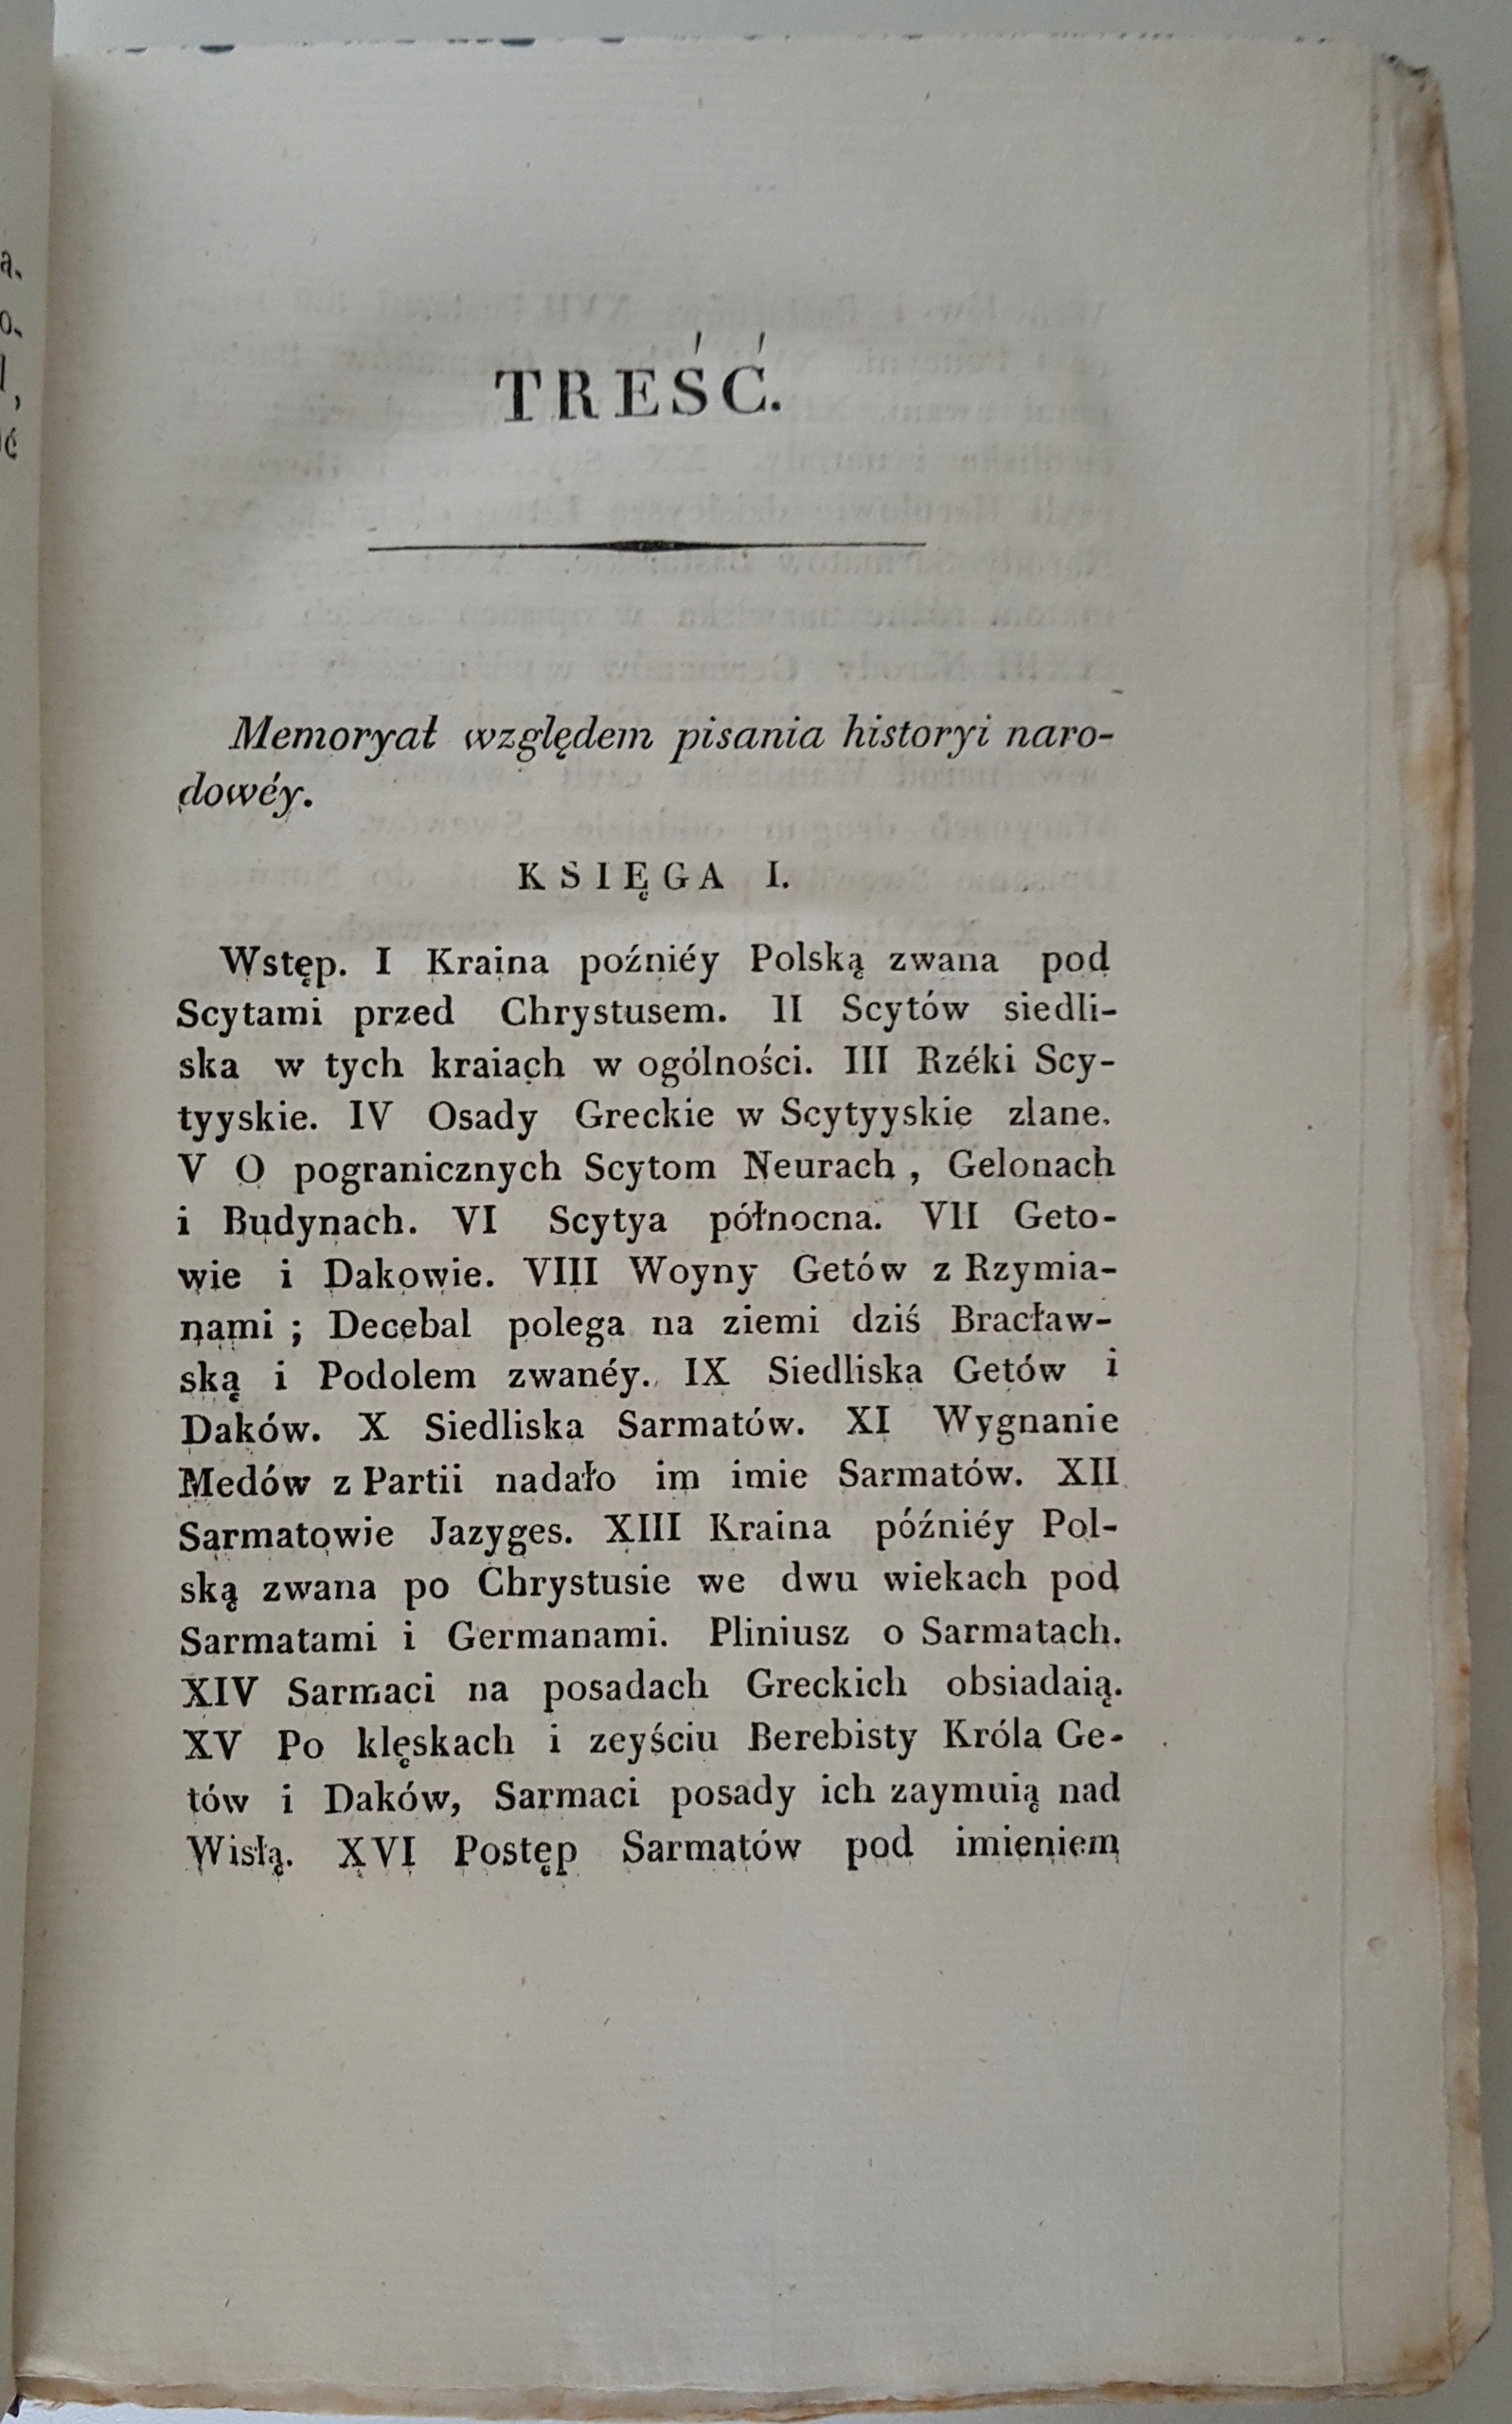 TREŚĆ.
Memoryał względem pisania historyi naro-
dowéy.
KSIĘGA I.
Wstęp. I Kraina poźniéy Polską zwana pod
Scytami przed Chrystusem. II Scytów siedli-
ska w tych kraiach w ogólności. III Rzéki Scy-
tyyskie. IV Osady Greckie w Scytyyskie zlane.
V O pogranicznych Scytom Neurach, Gelonach
i Budynach. VI Scytya północna. VII Geto-
wie i Dakowie. VIII Woyny Getów z Rzymia-
nami; Decebal polega na ziemi dziś Bracław-
ską i Podolem zwanéy. IX Siedliska Getów i
Daków. X Siedliska Sarmatów. XI Wygnanie
Medów z Partii nadało im imie Sarmatów. XII
Sarmatowie Jazyges. XIII Kraina późniéy Pol-
ską zwana po Chrystusie we dwu wiekach pod
Sarmatami i Germanami. Pliniusz o Sarmatach.
XIV Sarmaci na posadach Greckich obsiadaią.
XV Po klęskach i zeyściu Berebisty Króla Ge-
tów i Daków, Sarmaci posady ich zaymuią nad
Wisłą. XVI Postęp Sarmatów pod imieniem